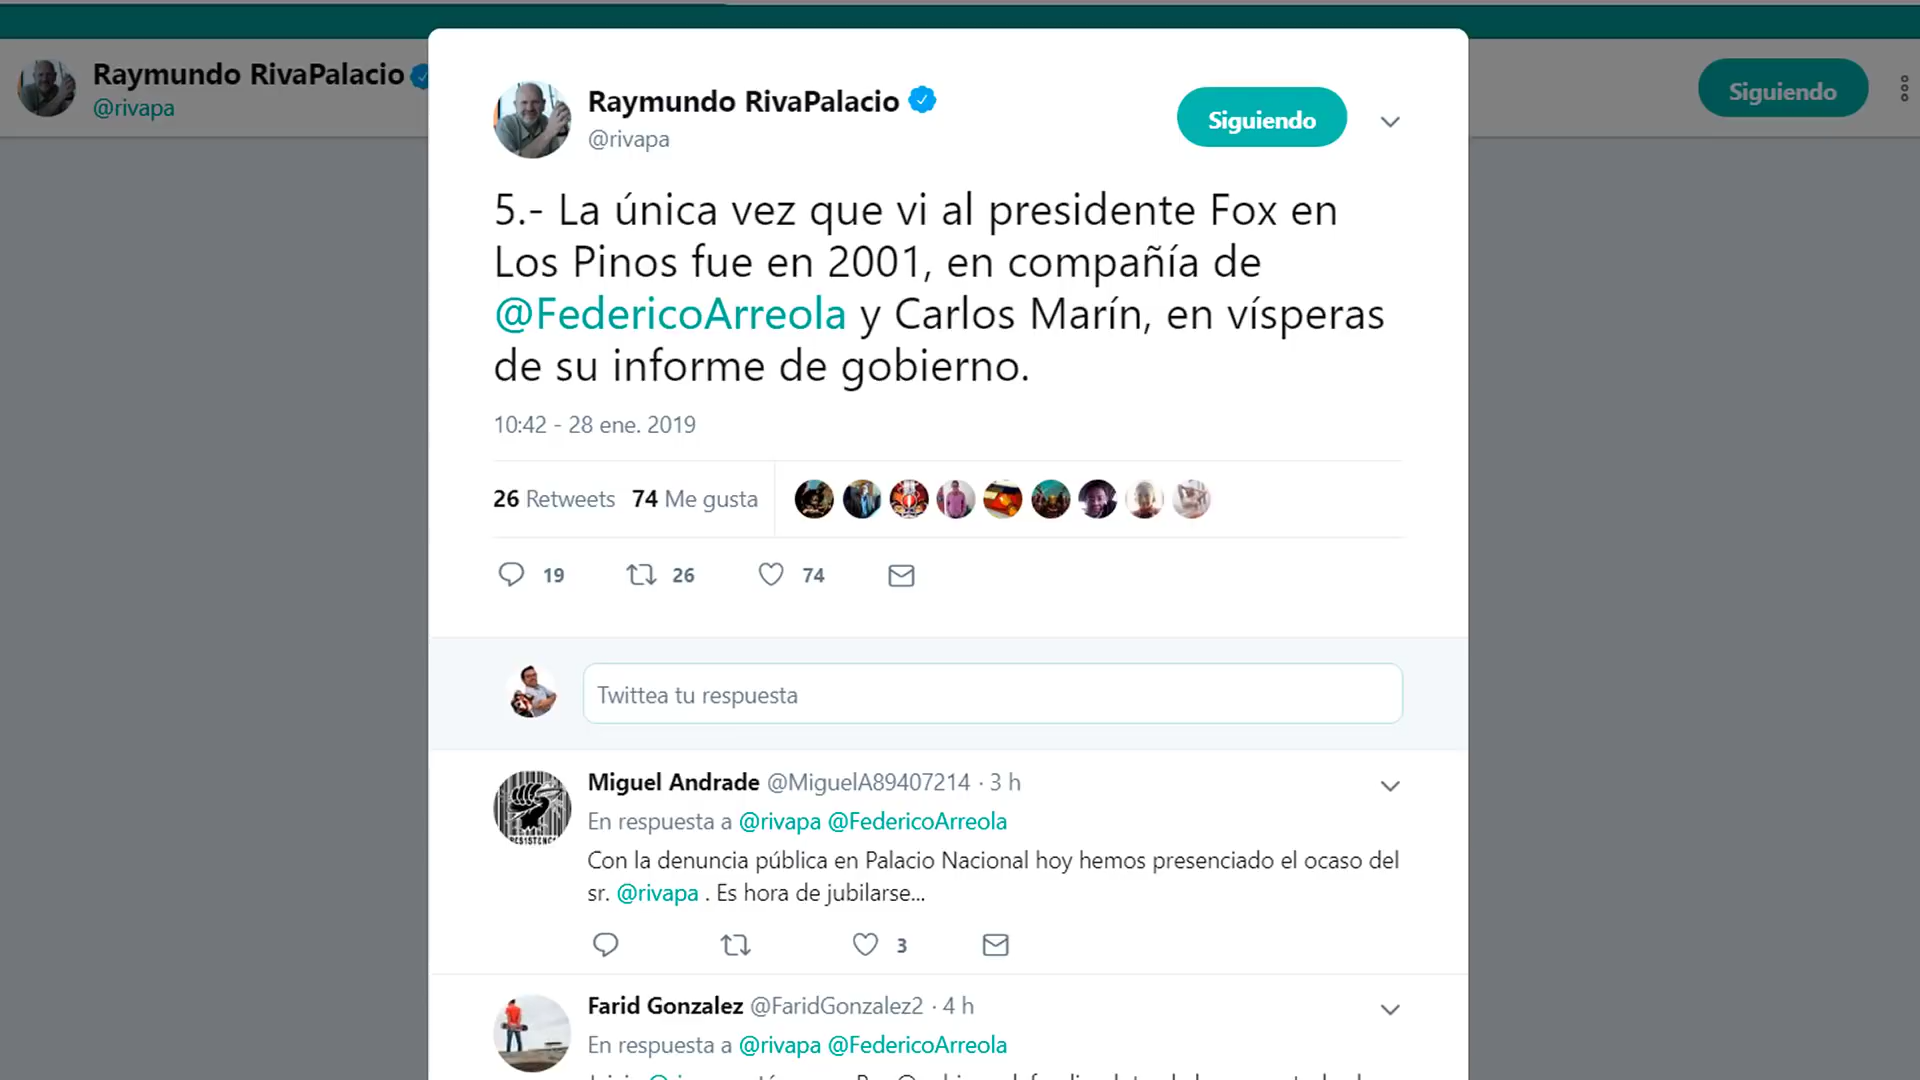 Raymundo RivaPalacio
@rivapa
Siguiendo
Raymundo RivaPalacio
@rivapa
Siguiendo
5.- La única vez que vi al presidente Fox en
Los Pinos fue en 2001, en compañía de
@FedericoArreola y Carlos Marín, en vísperas
de su informe de gobierno.
10:42 - 28 ene. 2019
26 Retweets 74 Me gusta
19 26 74
Twittea tu respuesta
Miguel Andrade @MiguelA89407214 · 3 h
En respuesta a @rivapa @FedericoArreola
Con la denuncia pública en Palacio Nacional hoy hemos presenciado el ocaso del
sr. @rivapa . Es hora de jubilarse...
3
Farid Gonzalez @FaridGonzalez2 · 4 h
En respuesta a @rivapa @FedericoArreola